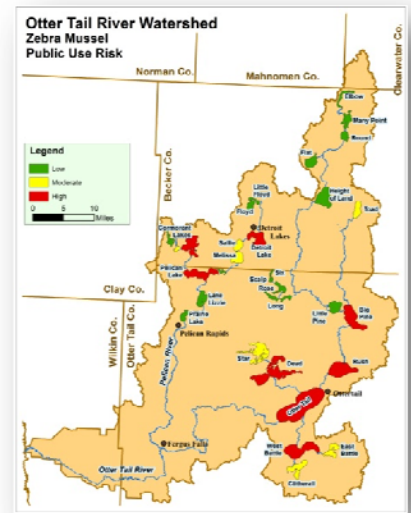 Otter Tail River Watershed
Zebra Mussel
Public Use Risk
Norman Co.
Mahnomen Co.
Clearwater Co.
Elbow
Many Point
Round
Legend
Low
Moderate
High
0 5 10
Miles
Becker Co.
Flat
Little
Floyd
Floyd
Height
of Land
Toad
Cormorant
Lakes
Detroit
Lakes
Sallie
Melissa
Detroit
Lake
Pelican
Lake
Clay Co.
Scalp
Rose
Long
Lake
Lizzie
Prairie
Lake
Little
Pine
Big
Pine
Wilkin Co.
Otter Tail Co.
Pelican Rapids
Pelican River
Star
Dead
Rush
Otter Tail
Ottertail
Fergus Falls
West
Battle
East
Battle
Clitherall
Otter Tail River